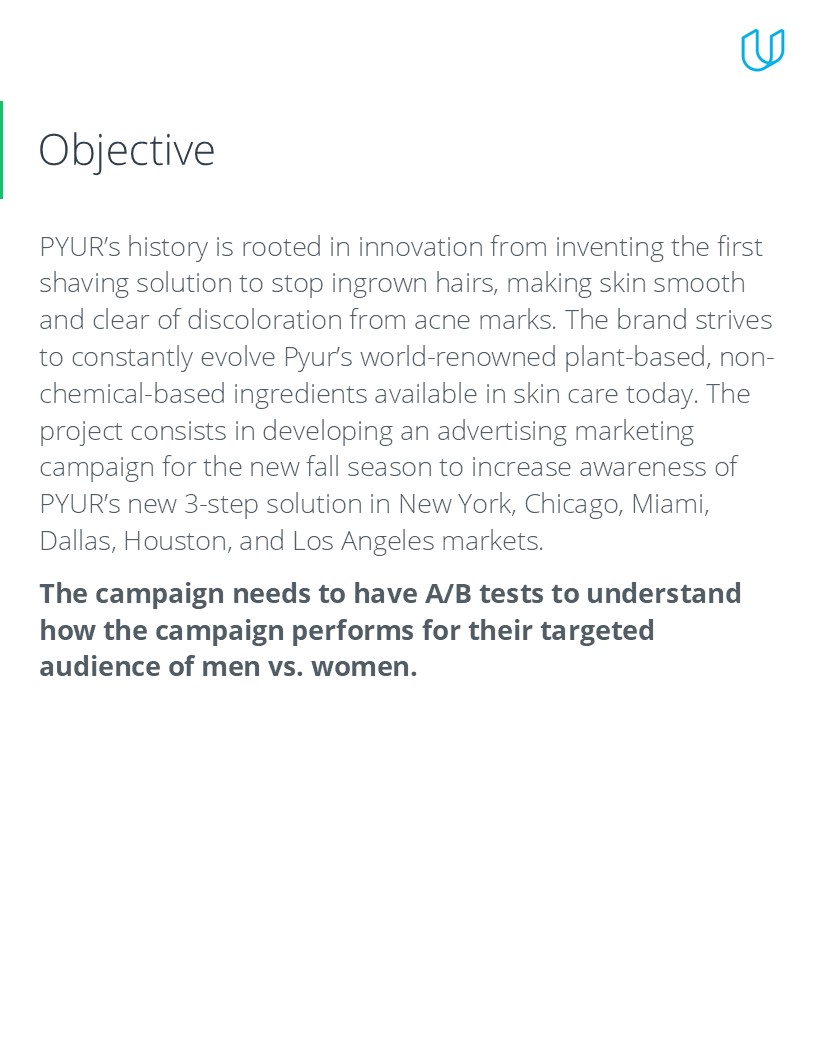 Objective
PYUR’s history is rooted in innovation from inventing the first
shaving solution to stop ingrown hairs, making skin smooth
and clear of discoloration from acne marks. The brand strives
to constantly evolve Pyur’s world-renowned plant-based, non-
chemical-based ingredients available in skin care today. The
project consists in developing an advertising marketing
campaign for the new fall season to increase awareness of
PYUR’s new 3-step solution in New York, Chicago, Miami,
Dallas, Houston, and Los Angeles markets.
The campaign needs to have A/B tests to understand
how the campaign performs for their targeted
audience of men vs. women.